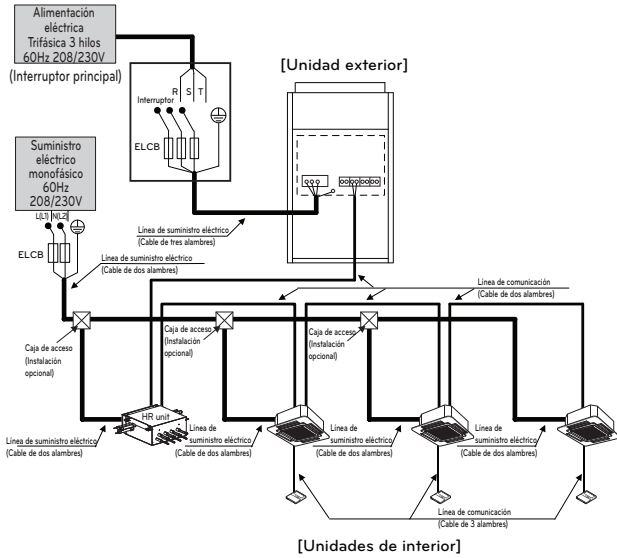 Alimentación
eléctrica
Trifásica 3 hilos
60Hz 208/230V
(Interruptor principal)
R S T
Interruptor
ELCB
[Unidad exterior]
Suministro
eléctrico
monofásico
60Hz
208/230V
L(L1) N(L2)
ELCB
Línea de suministro eléctrico
(Cable de tres alambres)
Línea de suministro eléctrico
(Cable de dos alambres)
Línea de comunicación
(Cable de dos alambres)
Caja de acceso
(Instalación
opcional)
Caja de acceso
(Instalación
opcional)
Caja de acceso
(Instalación
opcional)
HR unit
Línea de suministro eléctrico
(Cable de dos alambres)
Línea de
suministro eléctrico
(Cable de dos alambres)
Línea de
suministro eléctrico
(Cable de dos alambres)
Línea de
suministro eléctrico
(Cable de dos alambres)
Línea de comunicación
(Cable de 3 alambres)
[Unidades de interior]